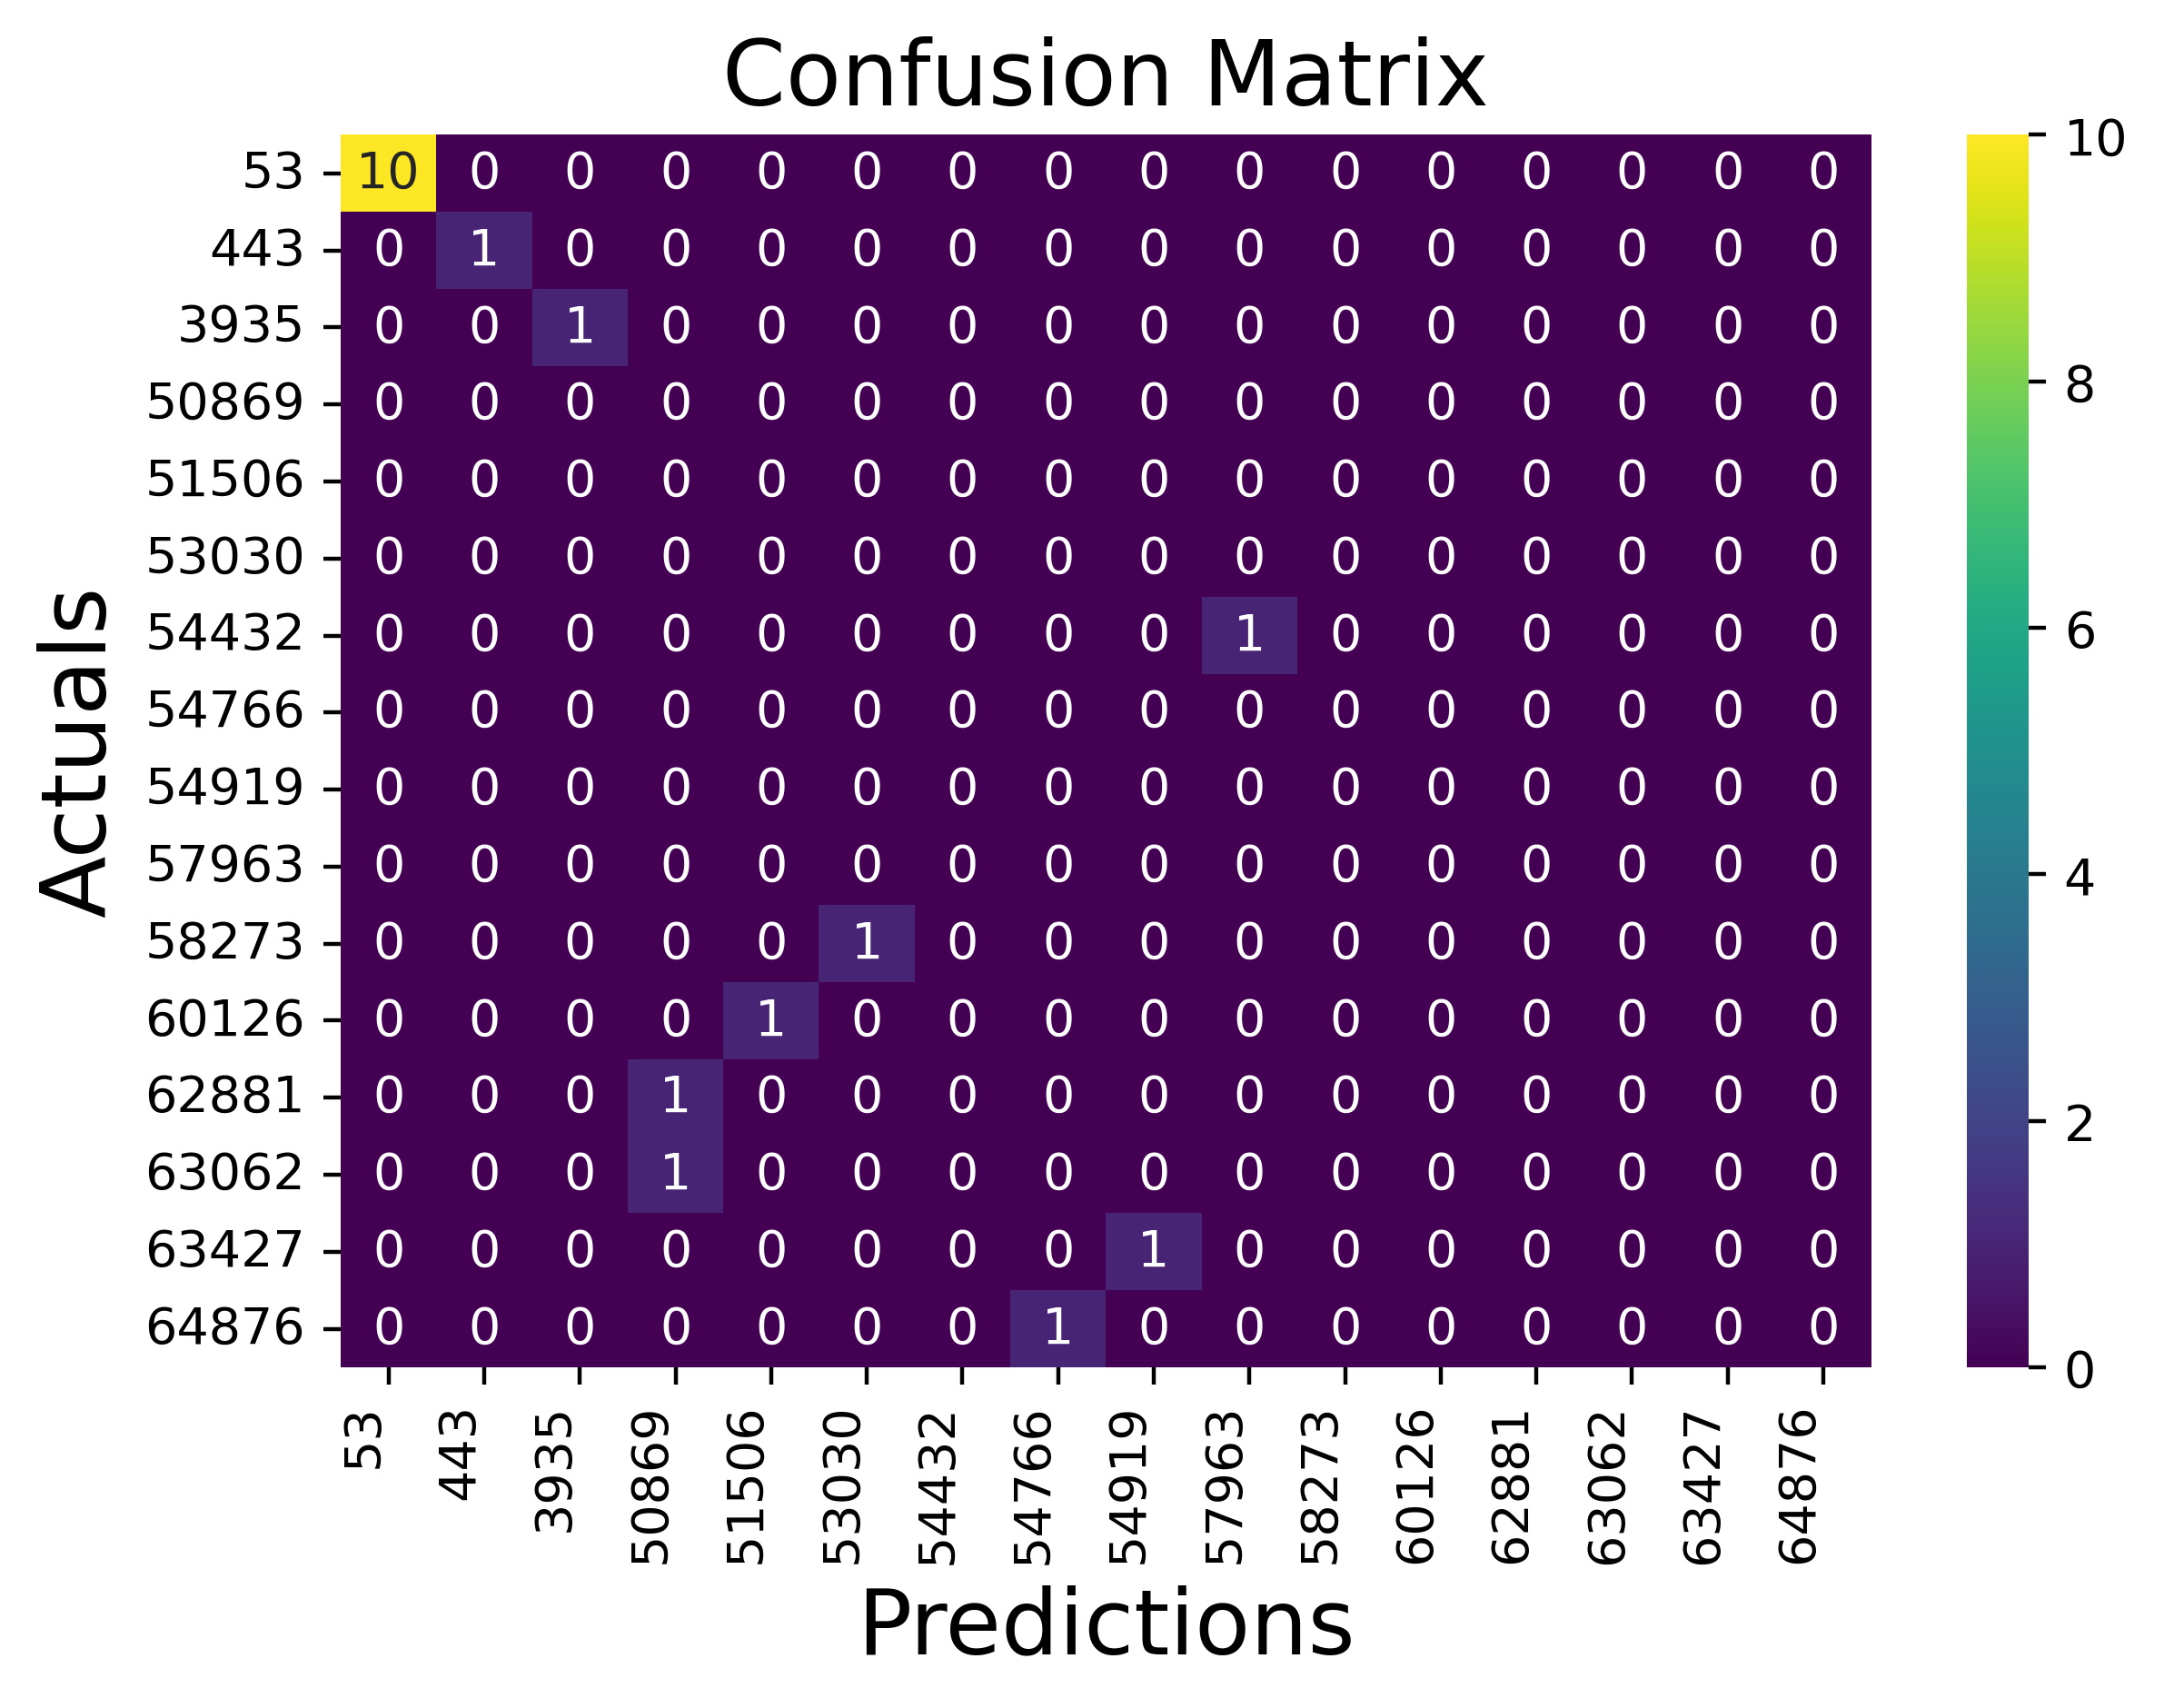 Confusion Matrix
53 10 0 0 0 0 0 0 0 0 0 0 0 0 0 0 0 10
443 0 1 0 0 0 0 0 0 0 0 0 0 0 0 0 0
3935 0 0 1 0 0 0 0 0 0 0 0 0 0 0 0 0
50869 0 0 0 0 0 0 0 0 0 0 0 0 0 0 0 0 8
51506 0 0 0 0 0 0 0 0 0 0 0 0 0 0 0 0
53030 0 0 0 0 0 0 0 0 0 0 0 0 0 0 0 0
54432 0 0 0 0 0 0 0 0 0 1 0 0 0 0 0 0 6
54766 0 0 0 0 0 0 0 0 0 0 0 0 0 0 0 0
54919 0 0 0 0 0 0 0 0 0 0 0 0 0 0 0 0
57963 0 0 0 0 0 0 0 0 0 0 0 0 0 0 0 0 4
58273 0 0 0 0 0 1 0 0 0 0 0 0 0 0 0 0
60126 0 0 0 0 1 0 0 0 0 0 0 0 0 0 0 0
62881 0 0 0 1 0 0 0 0 0 0 0 0 0 0 0 0 2
63062 0 0 0 1 0 0 0 0 0 0 0 0 0 0 0 0
63427 0 0 0 0 0 0 0 0 1 0 0 0 0 0 0 0
64876 0 0 0 0 0 0 0 1 0 0 0 0 0 0 0 0 0
Actuals
53 443 3935 50869 51506 53030 54432 54766 54919 57963 58273 60126 62881 63062 63427 64876
Predictions